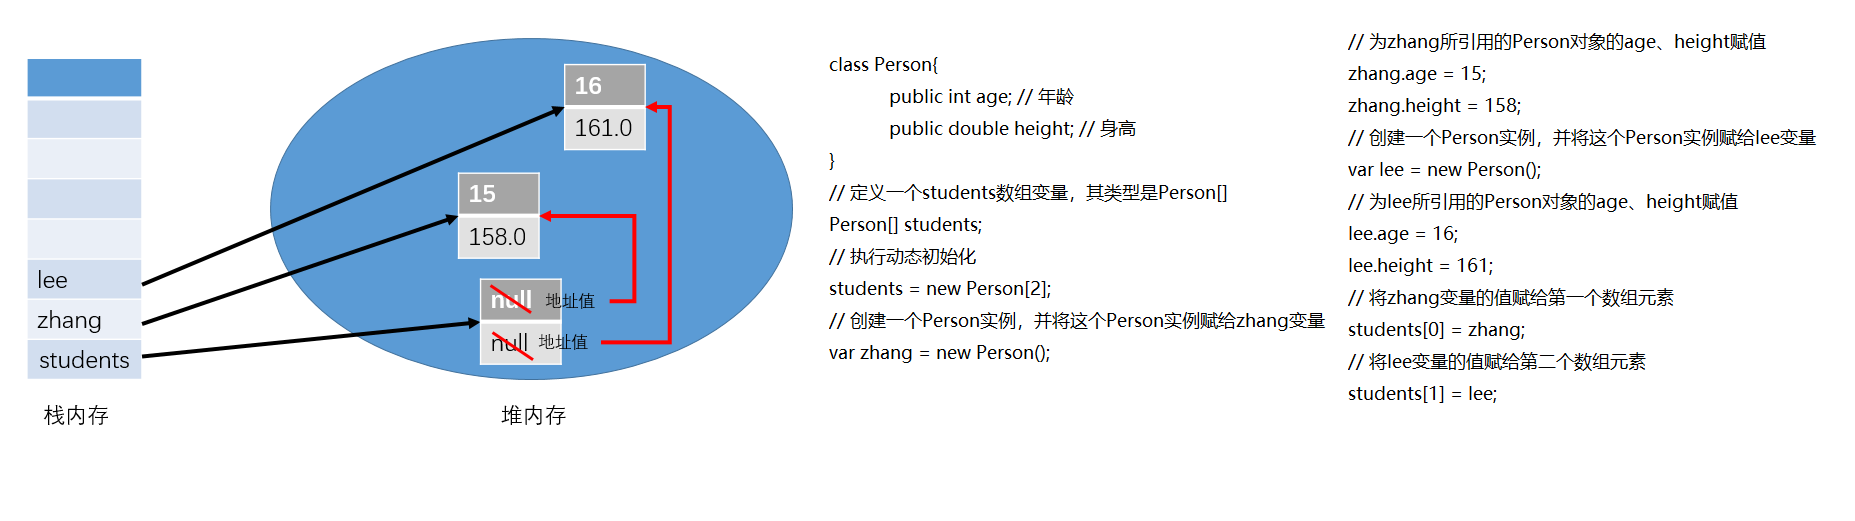 16
161.0
15
158.0
null 地址值
null 地址值
lee
zhang
students
栈内存
堆内存
class Person{
public int age; // 年龄
public double height; // 身高
}
// 定义一个students数组变量，其类型是Person[]
Person[] students;
// 执行动态初始化
students = new Person[2];
// 创建一个Person实例，并将这个Person实例赋给zhang变量
var zhang = new Person();
// 为zhang所引用的Person对象的age、height赋值
zhang.age = 15;
zhang.height = 158;
// 创建一个Person实例，并将这个Person实例赋给lee变量
var lee = new Person();
// 为lee所引用的Person对象的age、height赋值
lee.age = 16;
lee.height = 161;
// 将zhang变量的值赋给第一个数组元素
students[0] = zhang;
// 将lee变量的值赋给第二个数组元素
students[1] = lee;